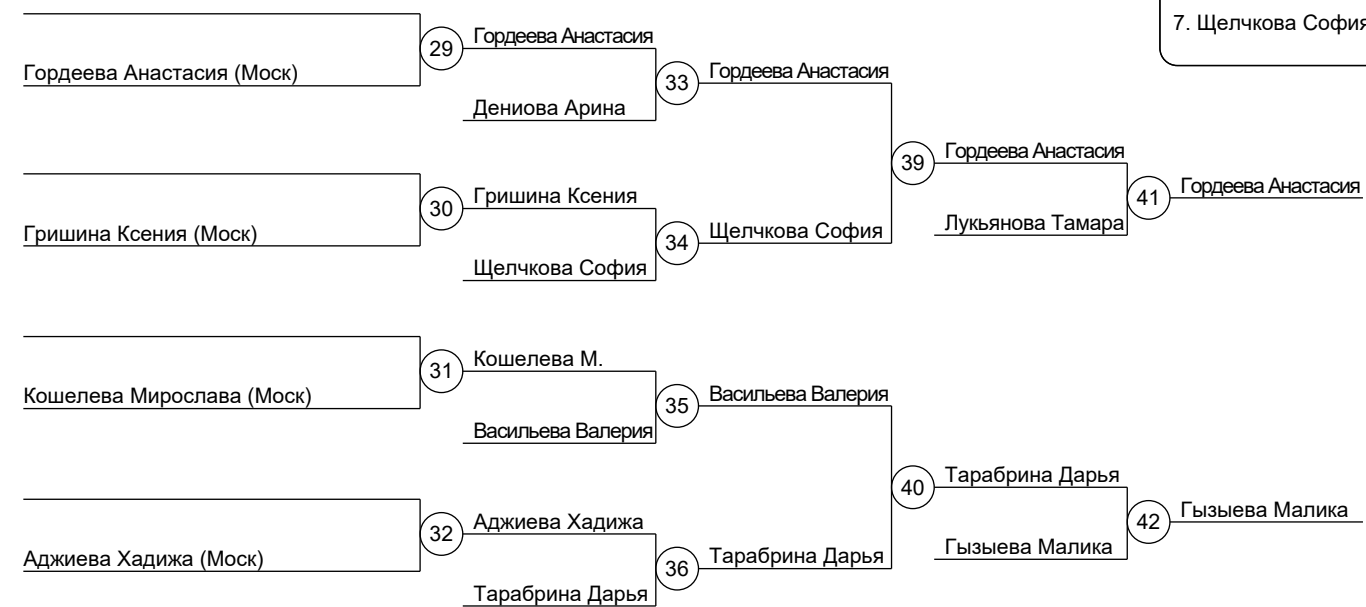 7. Щелчкова София
29
Гордеева Анастасия
Гордеева Анастасия (Моск)
33
Гордеева Анастасия
Дениова Арина
39
Гордеева Анастасия
30
Гришина Ксения
41
Гордеева Анастасия
Гришина Ксения (Моск)
34
Щелчкова София
Лукьянова Тамара
Щелчкова София
31
Кошелева М.
Кошелева Мирослава (Моск)
35
Васильева Валерия
Васильева Валерия
40
Тарабрина Дарья
32
Аджиева Хадижа
42
Гызыева Малика
Аджиева Хадижа (Моск)
36
Тарабрина Дарья
Гызыева Малика
Тарабрина Дарья